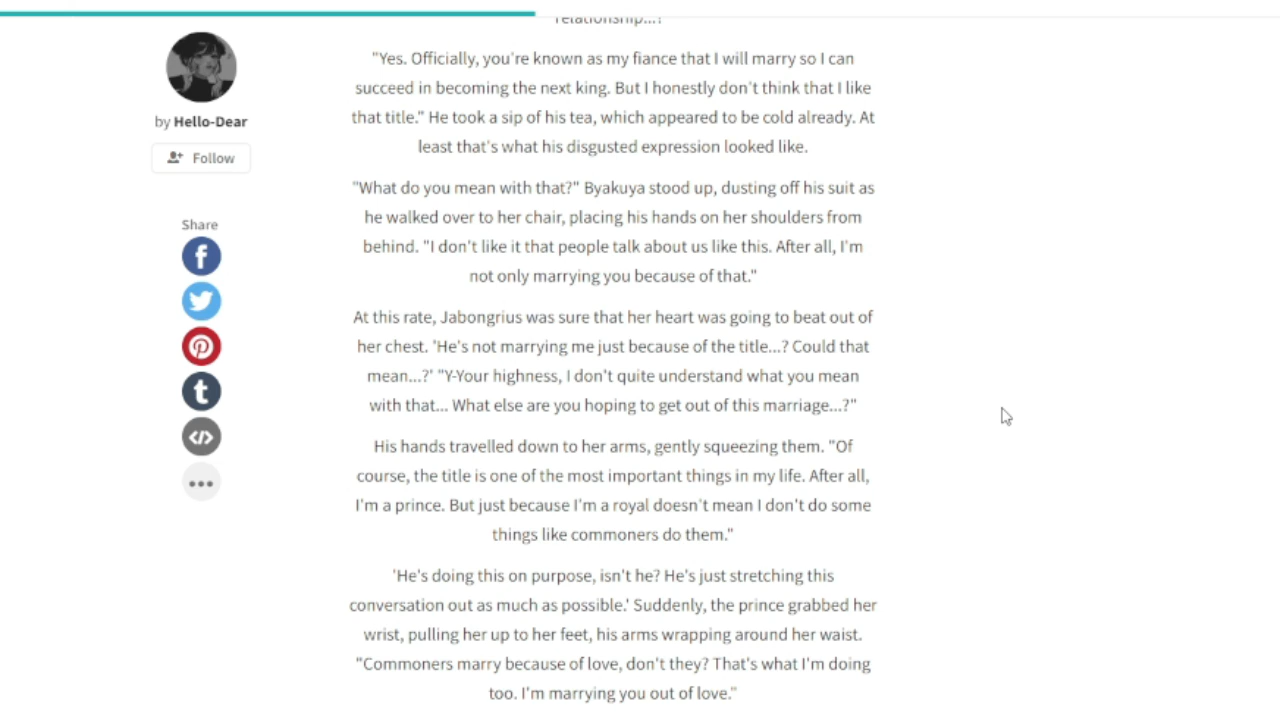 relationship...?
"Yes. Officially, you're known as my fiance that I will marry so I can
succeed in becoming the next king. But I honestly don't think that I like
that title." He took a sip of his tea, which appeared to be cold already. At
least that's what his disgusted expression looked like.
"What do you mean with that?" Byakuya stood up, dusting off his suit as
he walked over to her chair, placing his hands on her shoulders from
behind. "I don't like it that people talk about us like this. After all, I'm
not only marrying you because of that."
At this rate, Jabongrius was sure that her heart was going to beat out of
her chest. 'He's not marrying me just because of the title...? Could that
mean...?' "Y-Your highness, I don't quite understand what you mean
with that... What else are you hoping to get out of this marriage...?"
His hands travelled down to her arms, gently squeezing them. "Of
course, the title is one of the most important things in my life. After all,
I'm a prince. But just because I'm a royal doesn't mean I don't do some
things like commoners do them."
'He's doing this on purpose, isn't he? He's just stretching this
conversation out as much as possible.' Suddenly, the prince grabbed her
wrist, pulling her up to her feet, his arms wrapping around her waist.
"Commoners marry because of love, don't they? That's what I'm doing
too. I'm marrying you out of love."
by Hello-Dear
Follow
Share